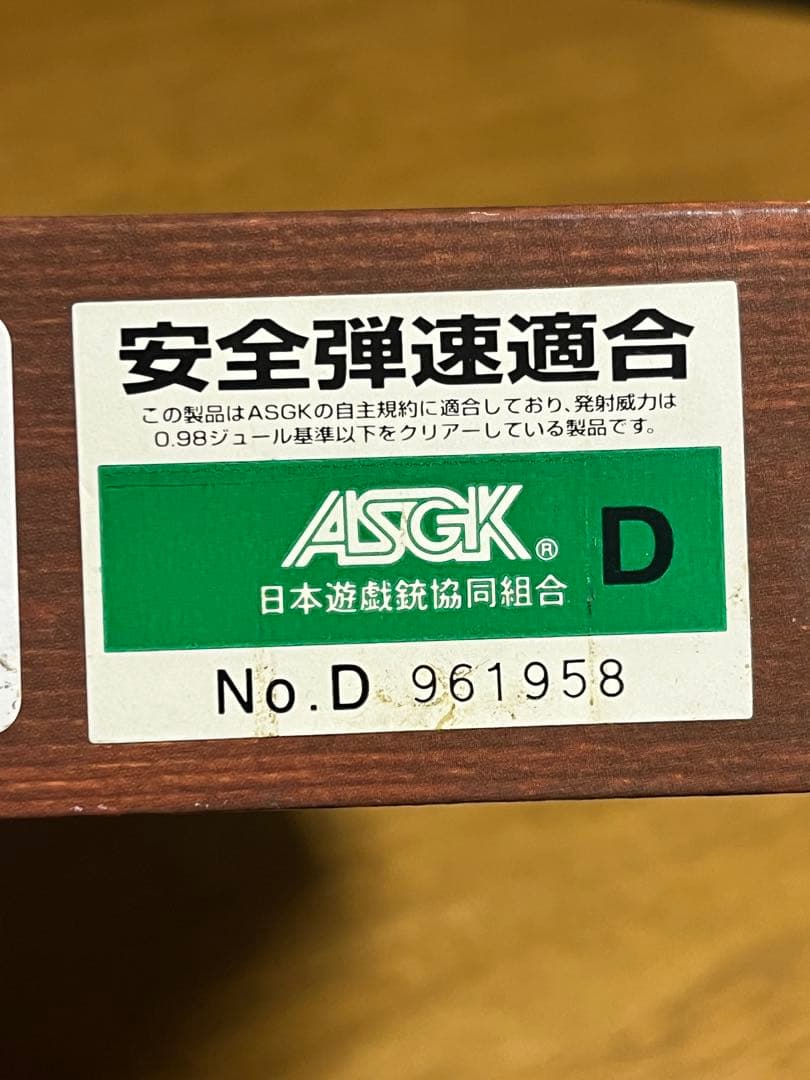 安全弾速適合
この製品はASGKの自主規約に適合しており、発射威力は
0.98ジュール基準以下をクリアーしている製品です。
ASGK® D
日本遊戯銃協同組合
No.D 961958